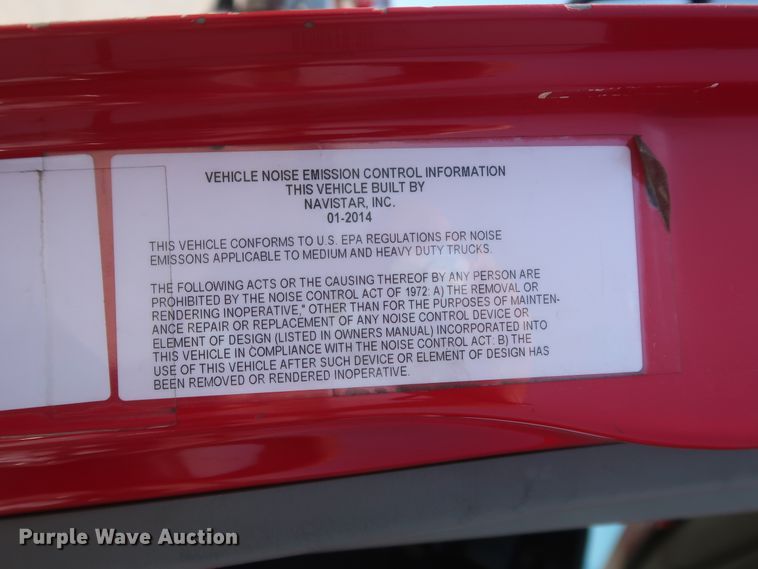 VEHICLE NOISE EMISSION CONTROL INFORMATION
THIS VEHICLE BUILT BY
NAVISTAR, INC.
01-2014
THIS VEHICLE CONFORMS TO U.S. EPA REGULATIONS FOR NOISE
EMISSONS APPLICABLE TO MEDIUM AND HEAVY DUTY TRUCKS.
THE FOLLOWING ACTS OR THE CAUSING THEREOF BY ANY PERSON ARE
PROHIBITED BY THE NOISE CONTROL ACT OF 1972: A) THE REMOVAL OR
RENDERING INOPERATIVE," OTHER THAN FOR THE PURPOSES OF MAINTEN-
ANCE REPAIR OR REPLACEMENT OF ANY NOISE CONTROL DEVICE OR
ELEMENT OF DESIGN (LISTED IN OWNERS MANUAL) INCORPORATED INTO
THIS VEHICLE IN COMPLIANCE WITH THE NOISE CONTROL ACT: B) THE
USE OF THIS VEHICLE AFTER SUCH DEVICE OR ELEMENT OF DESIGN HAS
BEEN REMOVED OR RENDERED INOPERATIVE.
Purple Wave Auction